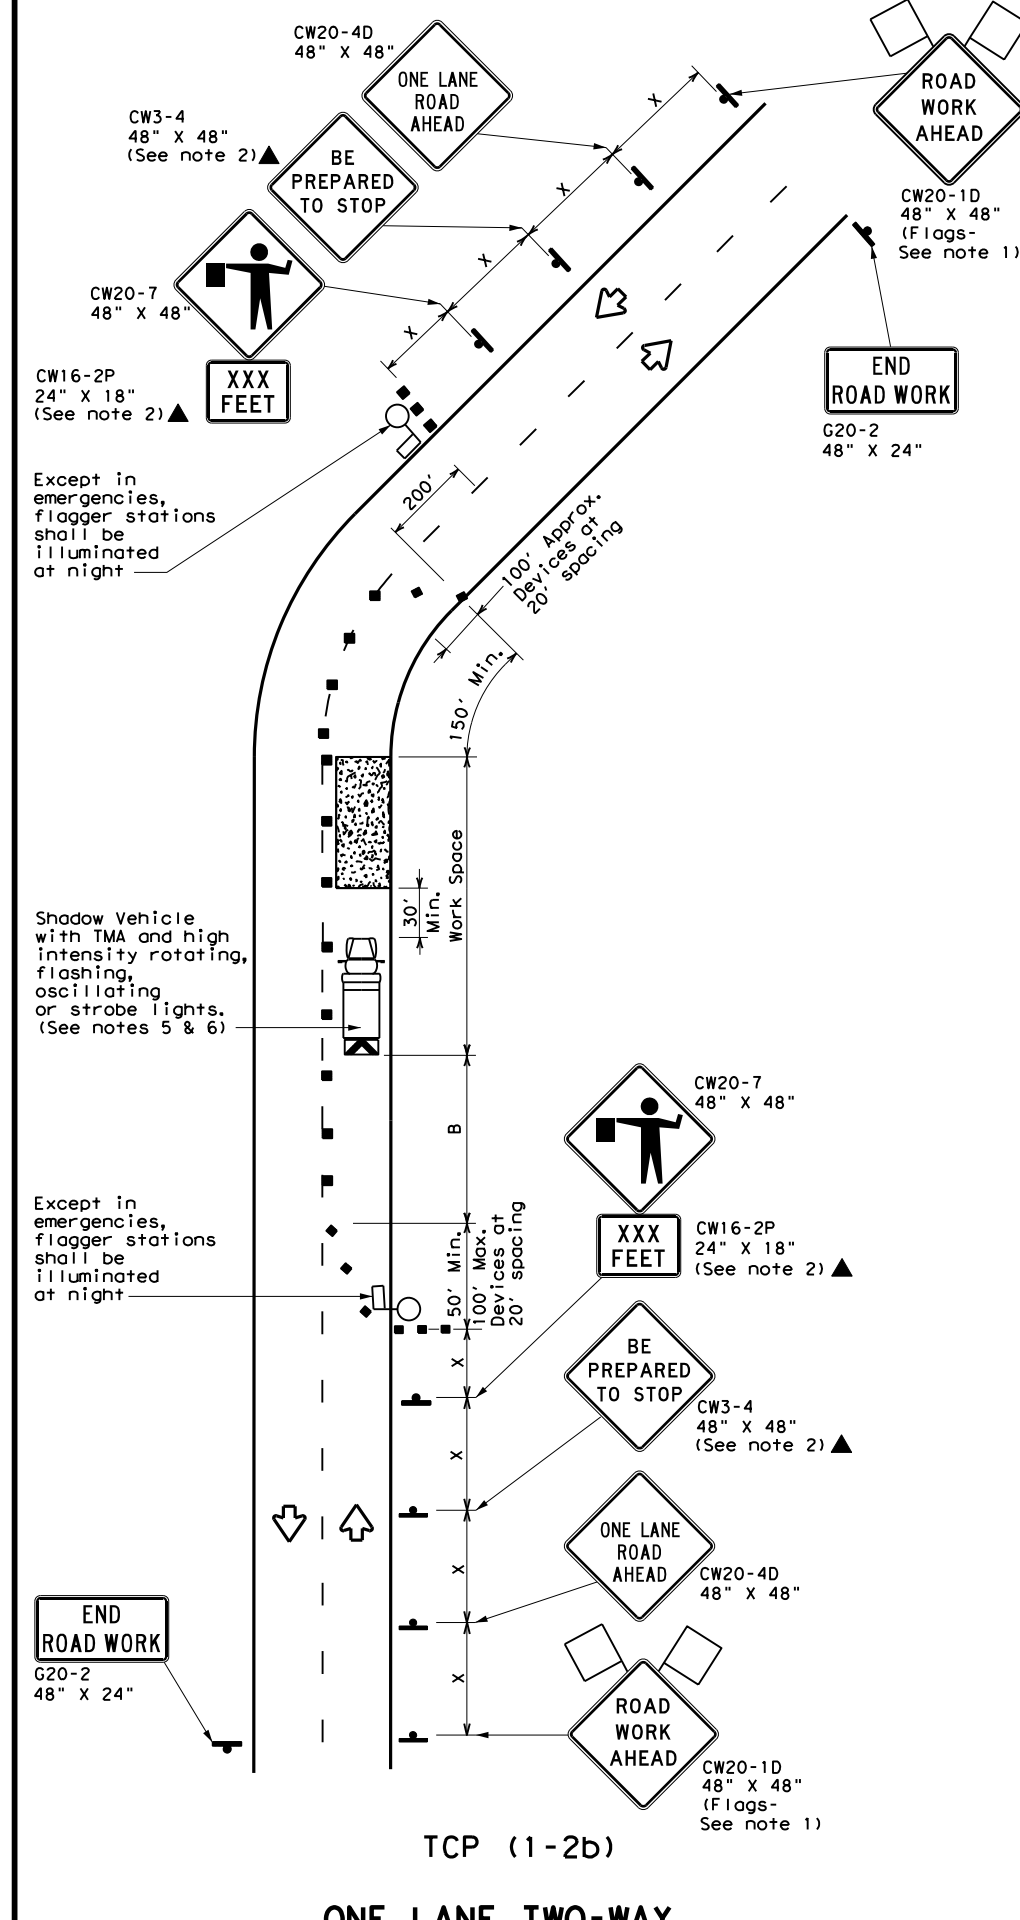 CW20-4D
48" X 48"
ONE LANE
ROAD
AHEAD
ROAD
WORK
AHEAD
CW20-1D
48" X 48"
(Flags-
See note 1)
CW3-4
48" X 48"
(See note 2)
BE
PREPARED
TO STOP
X
X
X
X
CW20-7
48" X 48"
CW16-2P
24" X 18"
(See note 2)
XXX
FEET
END
ROAD WORK
G20-2
48" X 24"
Except in
emergencies,
flagger stations
shall be
illuminated
at night
200'
100' Approx.
Devices at
20' spacing
150' Min.
Work Space
30'
Min.
Shadow Vehicle
with TMA and high
intensity rotating,
flashing,
oscillating
or strobe lights.
(See notes 5 & 6)
B
CW20-7
48" X 48"
XXX
FEET
CW16-2P
24" X 18"
(See note 2)
Except in
emergencies,
flagger stations
shall be
illuminated
at night
50' Min.
100' Max.
Devices at
20' spacing
X
X
X
X
BE
PREPARED
TO STOP
CW3-4
48" X 48"
(See note 2)
ONE LANE
ROAD
AHEAD
CW20-4D
48" X 48"
END
ROAD WORK
G20-2
48" X 24"
ROAD
WORK
AHEAD
CW20-1D
48" X 48"
(Flags-
See note 1)
TCP (1-2b)
ONE LANE TWO-WAY